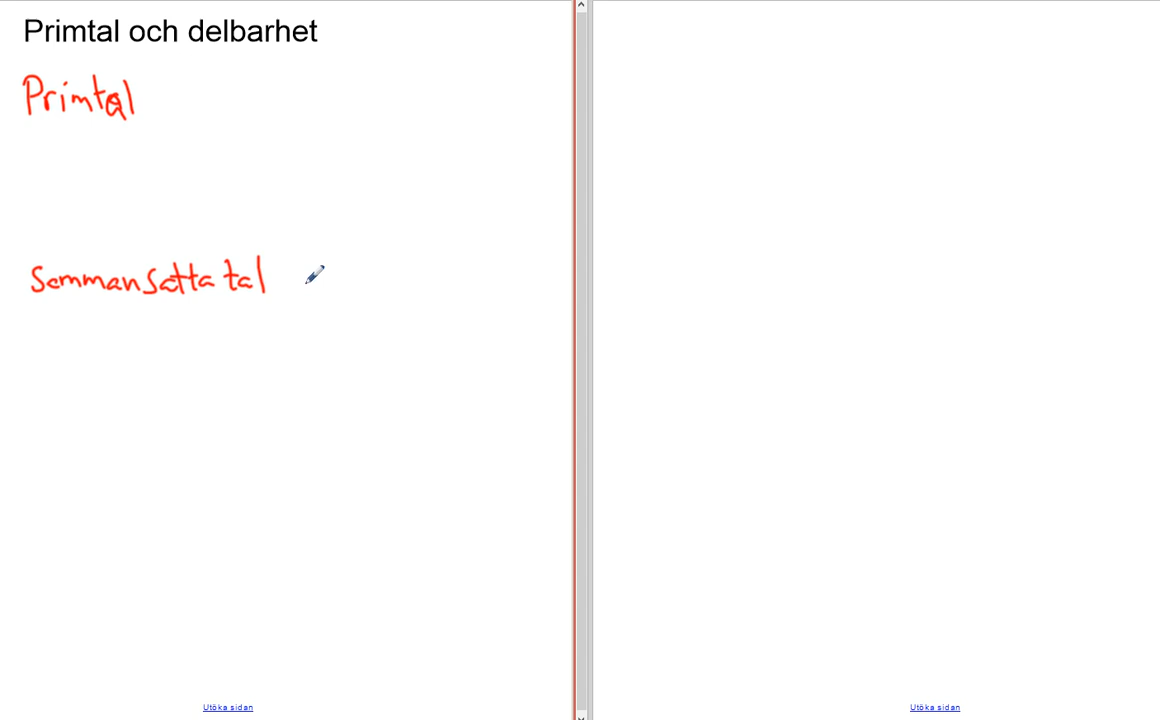 Primtal och delbarhet
Primtal
Sammansatta tal
Utöka sidan
Utöka sidan